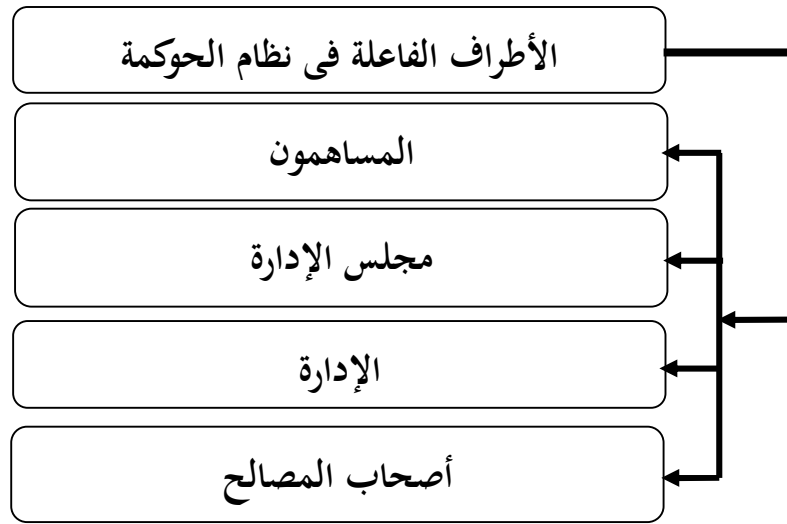 الأطراف الفاعلة فى نظام الحوكمة
المساهمون
مجلس الإدارة
الإدارة
أصحاب المصالح